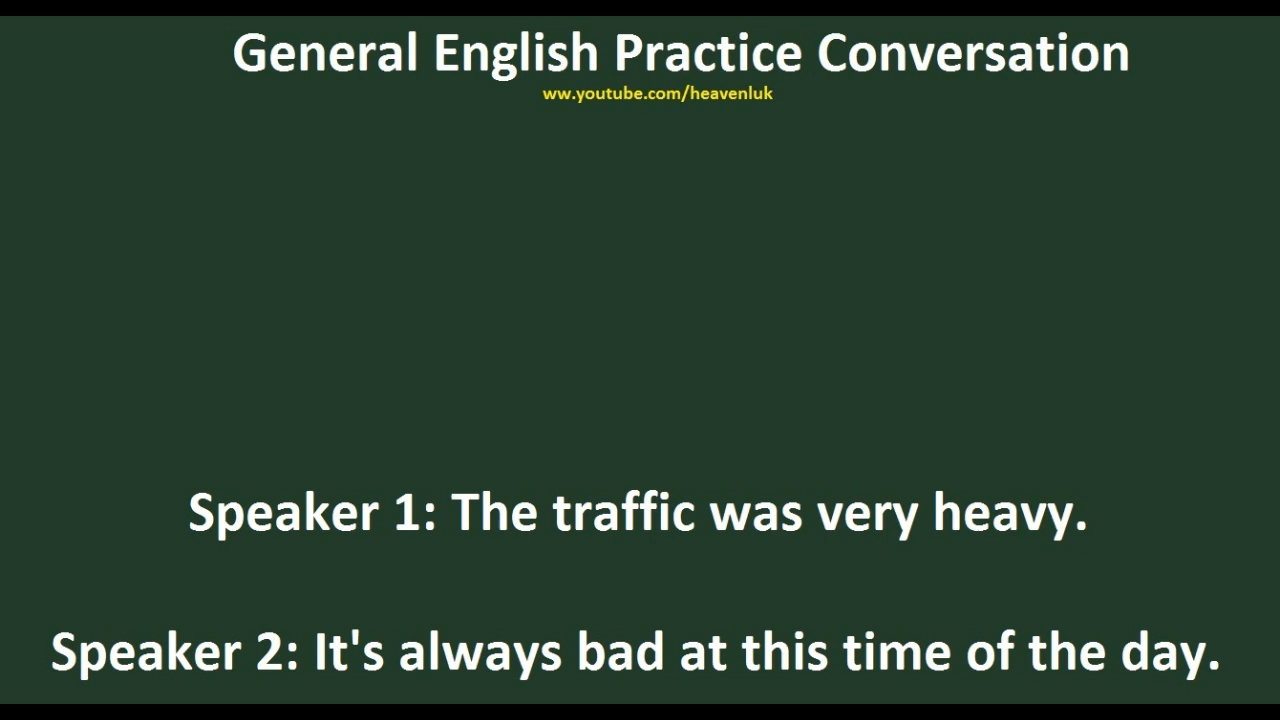 General English Practice Conversation
ww.youtube.com/heavenluk
Speaker 1: The traffic was very heavy.
Speaker 2: It's always bad at this time of the day.